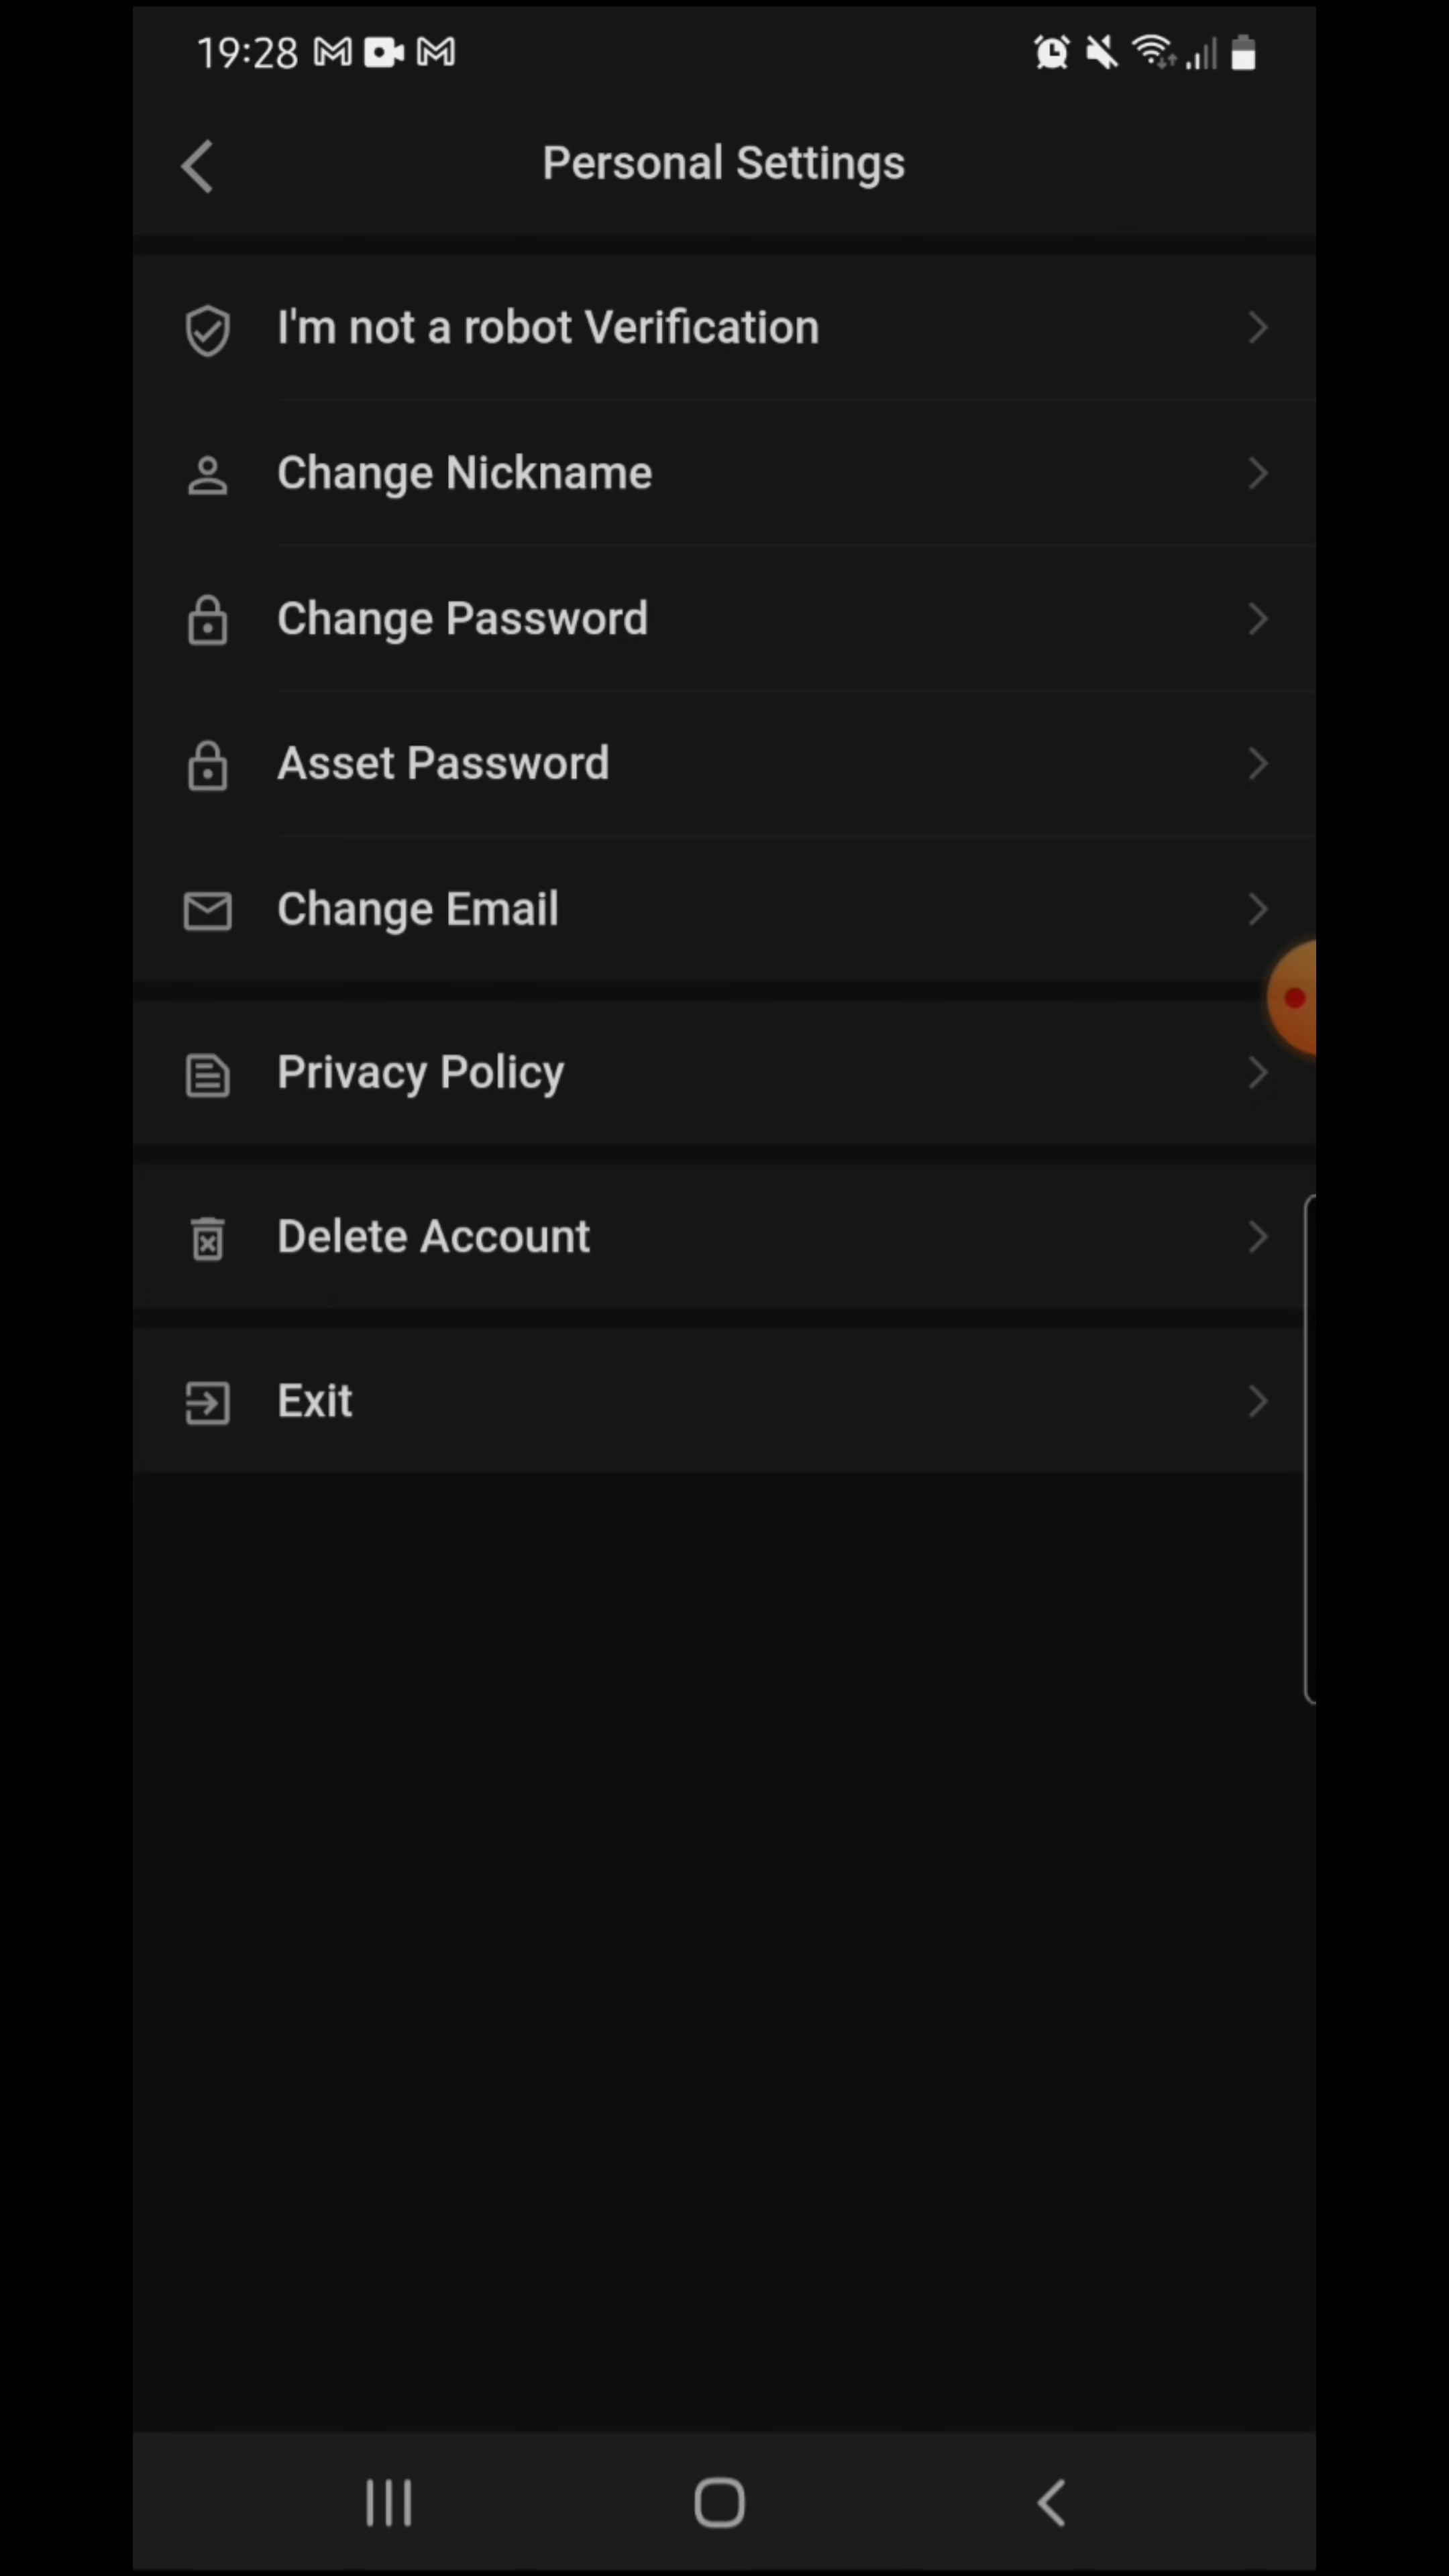 19:28
Personal Settings
I'm not a robot Verification
Change Nickname
Change Password
Asset Password
Change Email
Privacy Policy
Delete Account
Exit